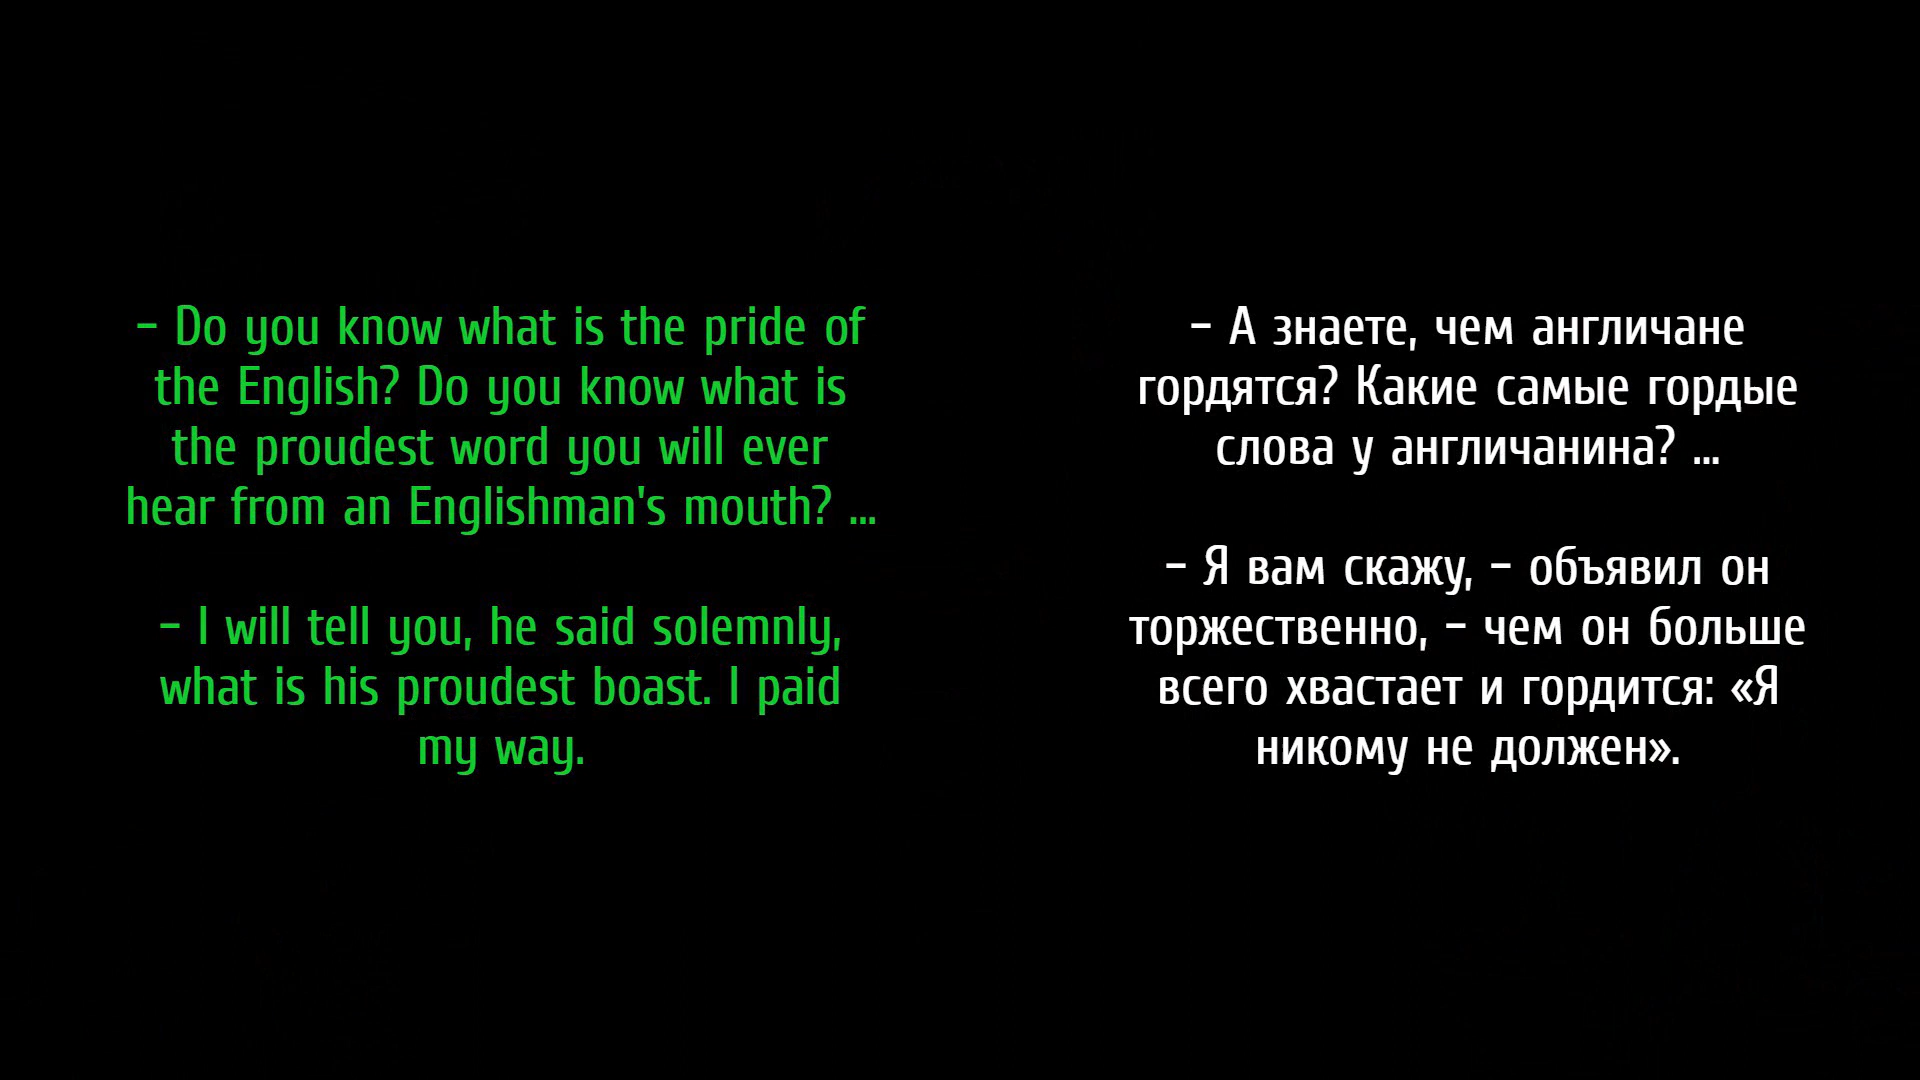 – Do you know what is the pride of
the English? Do you know what is
the proudest word you will ever
hear from an Englishman's mouth? ...
– I will tell you, he said solemnly,
what is his proudest boast. I paid
my way.
– А знаете, чем англичане
гордятся? Какие самые гордые
слова у англичанина? ...
– Я вам скажу, – объявил он
торжественно, – чем он больше
всего хвастает и гордится: «Я
никому не должен».